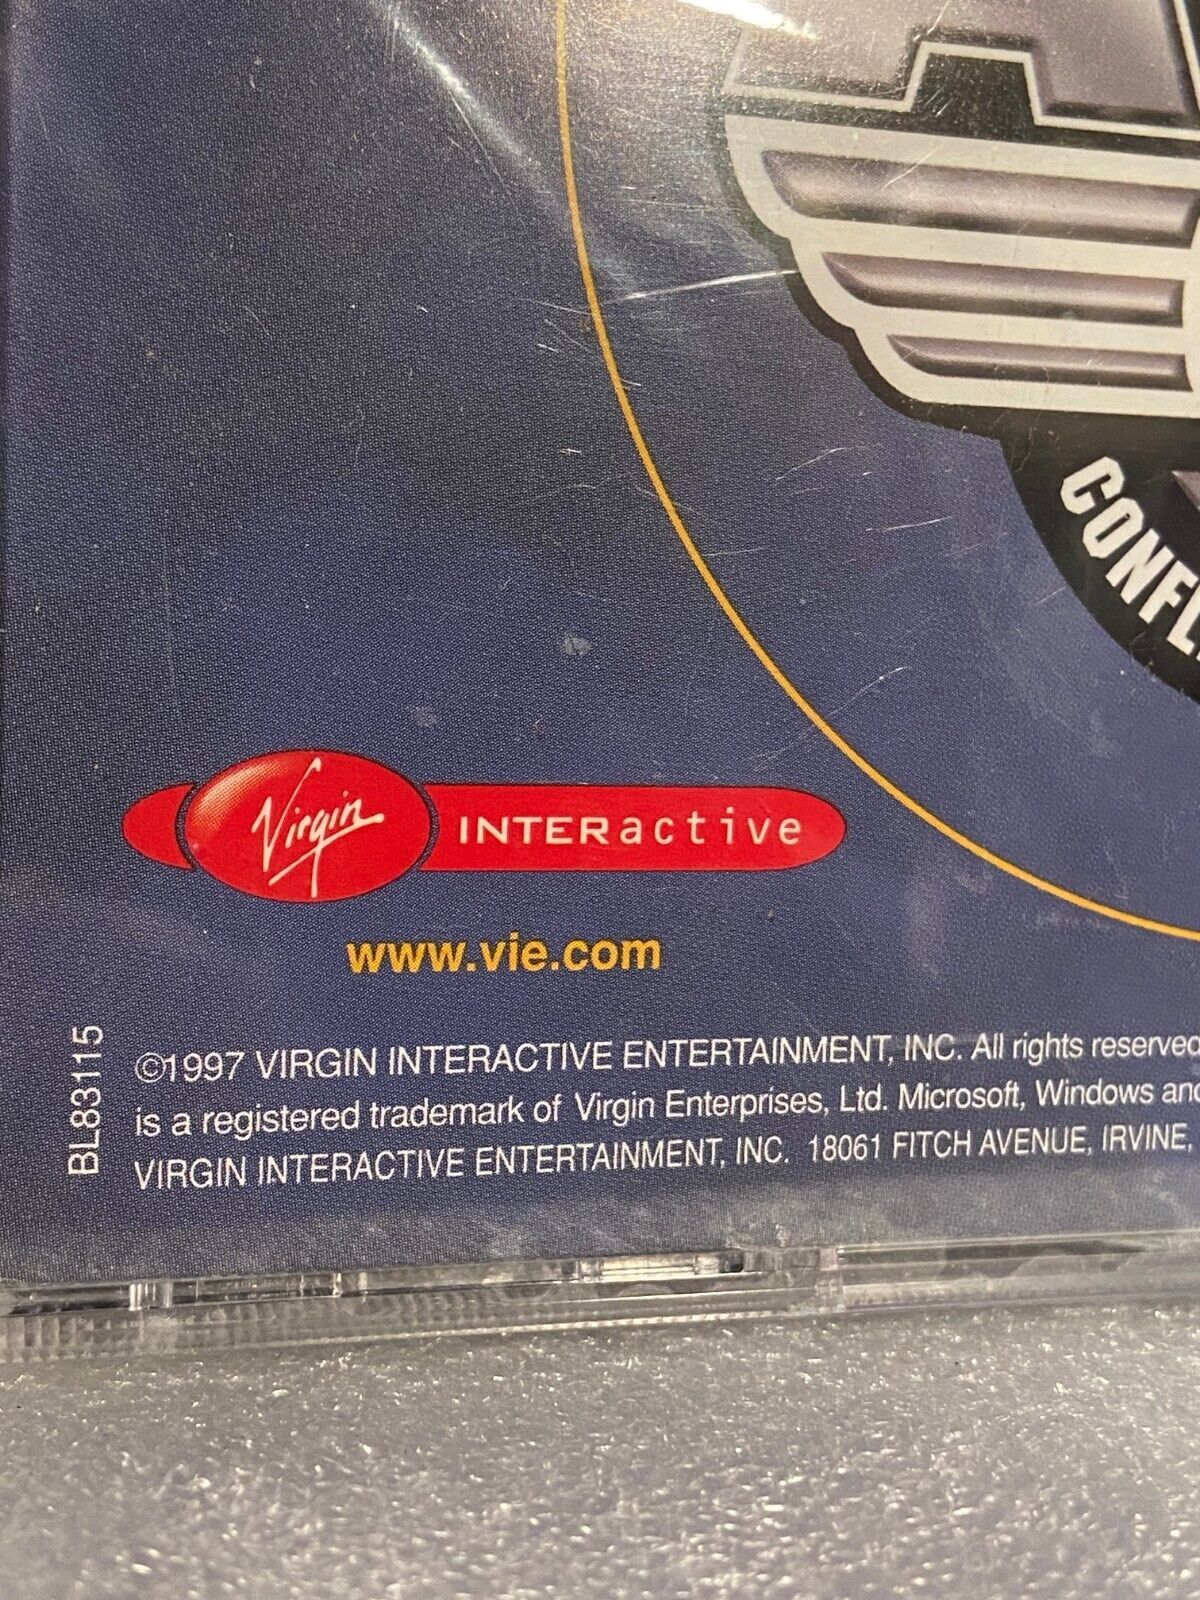 Virgin INTERactive
www.vie.com
BL83115
©1997 VIRGIN INTERACTIVE ENTERTAINMENT, INC. All rights reserved
is a registered trademark of Virgin Enterprises, Ltd. Microsoft, Windows and
VIRGIN INTERACTIVE ENTERTAINMENT, INC. 18061 FITCH AVENUE, IRVINE,